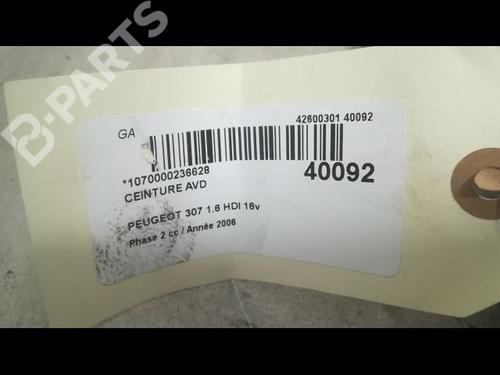 B-PARTS
GA
42600301 40092
*1070000236628
40092
CEINTURE AVD
PEUGEOT 307 1.6 HDI 16v
Phase 2 cc / Année 2006